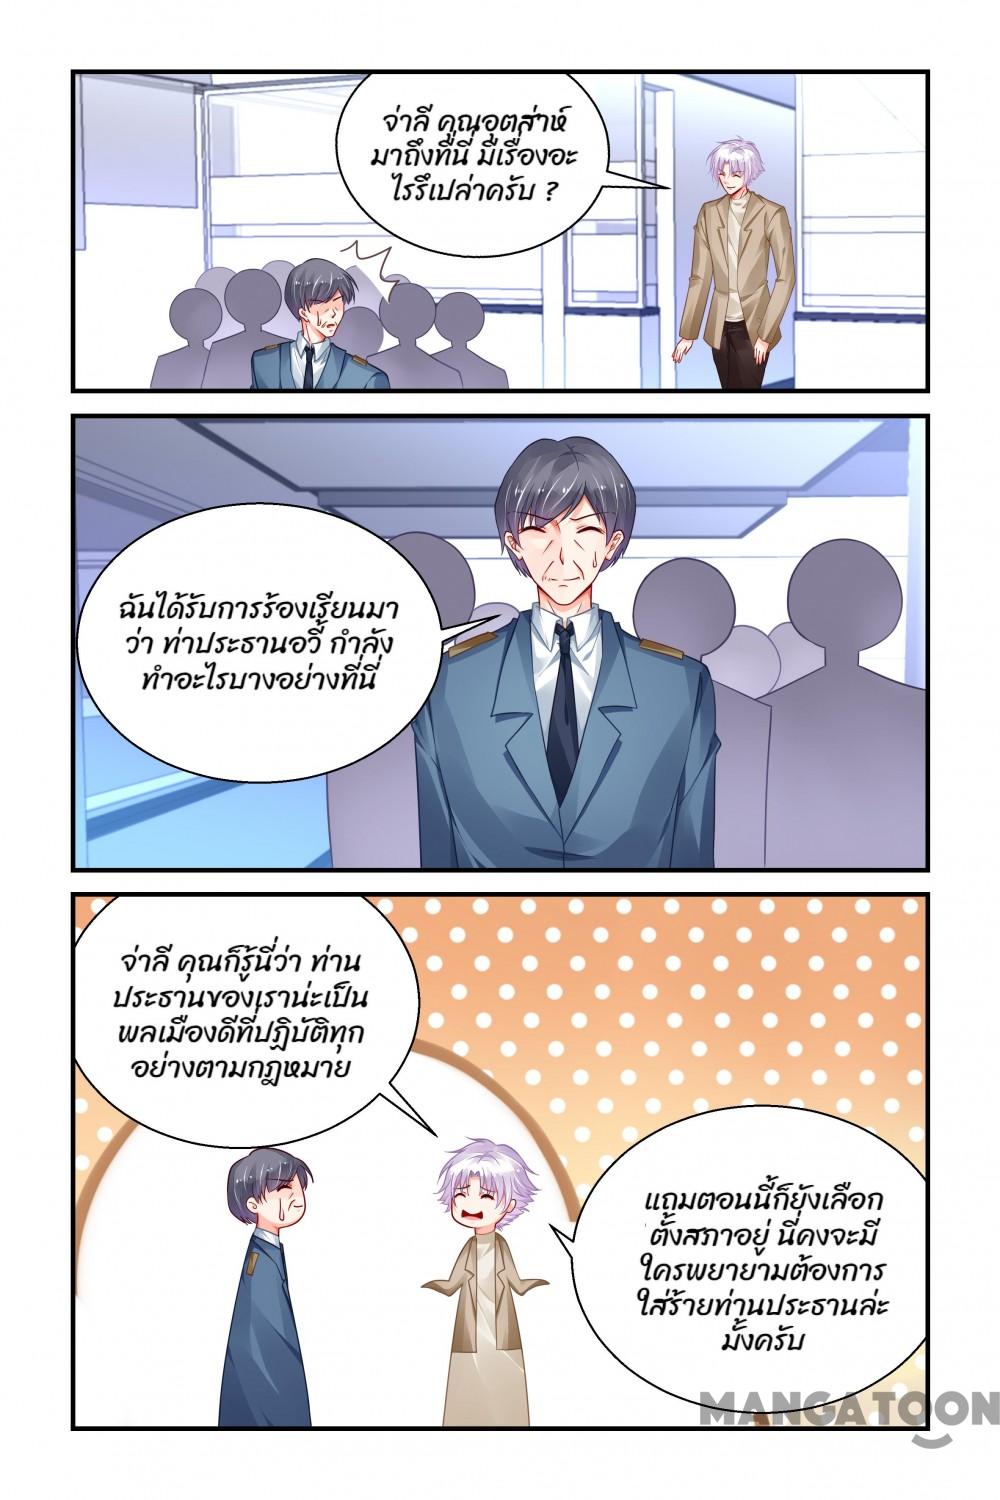 จ่าลี คุณอุตส่าห์
มาถึงที่นี่ มีเรื่องอะ
ไรรึเปล่าครับ ?
ฉันได้รับการร้องเรียนมา
ว่า ท่าประธานอวี้ กำลัง
ทำอะไรบางอย่างที่นี่
จ่าลี คุณก็รู้นี่ว่า ท่าน
ประธานของเราน่ะเป็น
พลเมืองดีที่ปฏิบัติทุก
อย่างตามกฎหมาย
แถมตอนนี้ก็ยังเลือก
ตั้งสภาอยู่ นี่คงจะมี
ใครพยายามต้องการ
ใส่ร้ายท่านประธานล่ะ
มั้งครับ
MANGATOON